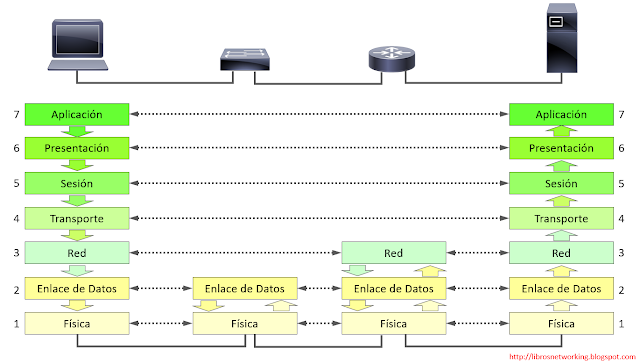 7 Aplicación Aplicación 7
6 Presentación Presentación 6
5 Sesión Sesión 5
4 Transporte Transporte 4
3 Red Red Red 3
2 Enlace de Datos Enlace de Datos Enlace de Datos Enlace de Datos 2
1 Física Física Física Física 1
http://librosnetworking.blogspot.com